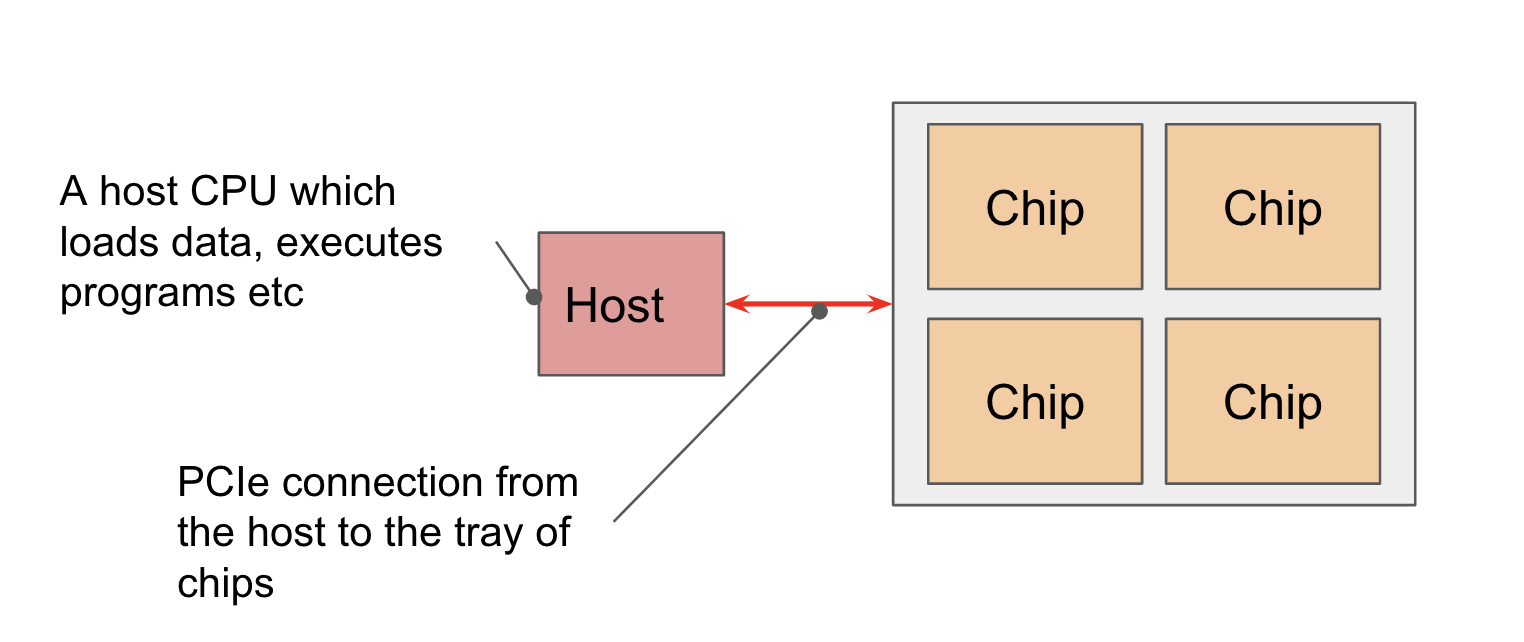 A host CPU which
loads data, executes
programs etc
Host
Chip
Chip
Chip
Chip
PCIe connection from
the host to the tray of
chips